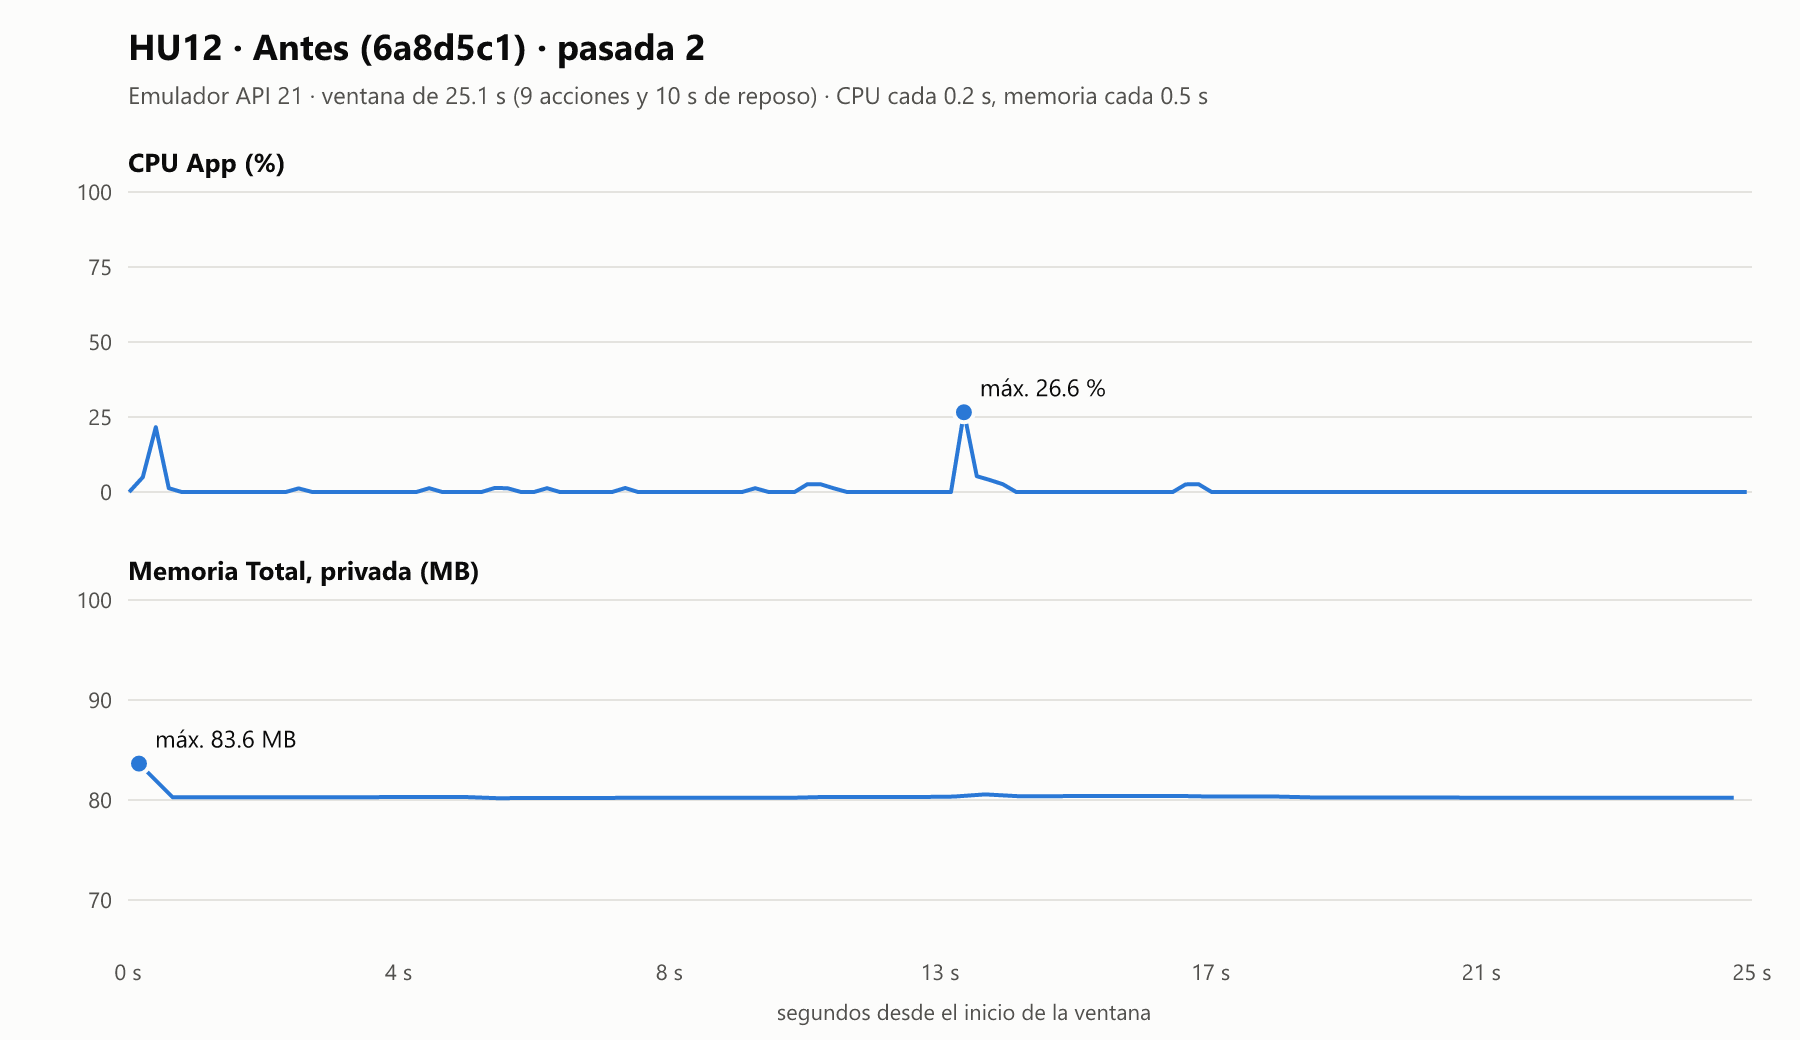 HU12 · Antes (6a8d5c1) · pasada 2
Emulador API 21 · ventana de 25.1 s (9 acciones y 10 s de reposo) · CPU cada 0.2 s, memoria cada 0.5 s
CPU App (%)
100
75
50
máx. 26.6 %
25
0
Memoria Total, privada (MB)
100
90
máx. 83.6 MB
80
70
0 s 4 s 8 s 13 s 17 s 21 s 25 s
segundos desde el inicio de la ventana